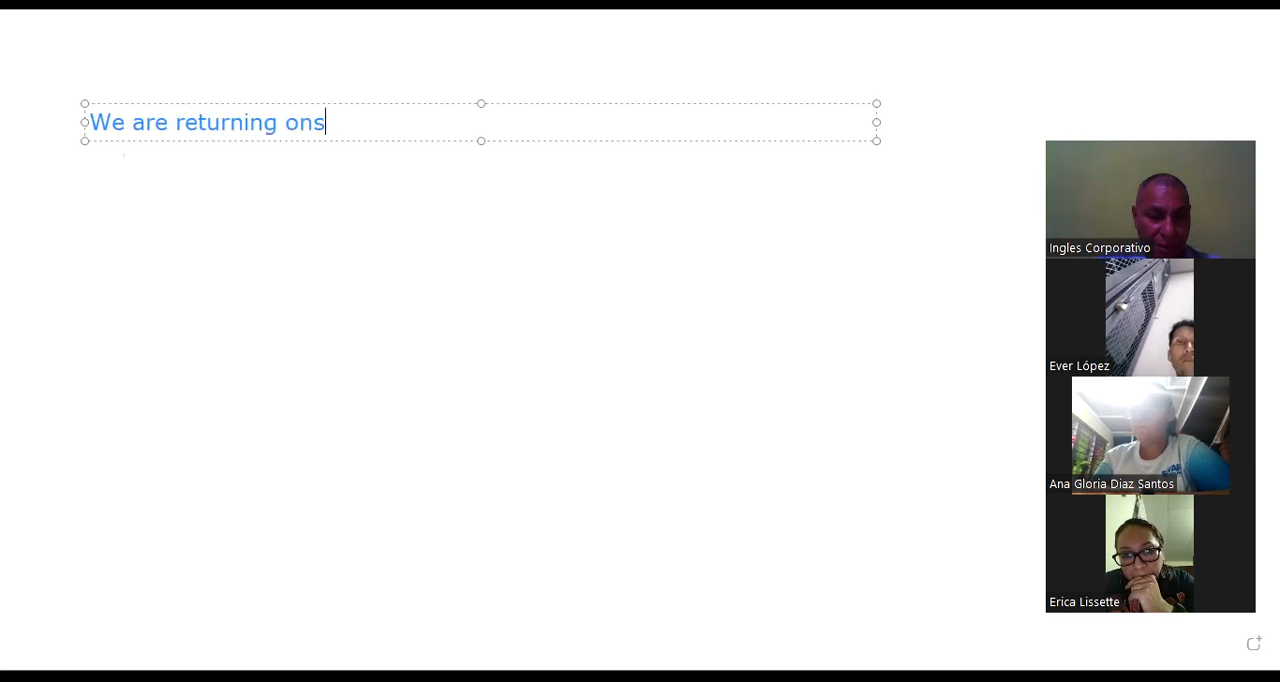 We are returning ons
Ingles Corporativo
Ever López
Ana Gloria Diaz Santos
Erica Lissette